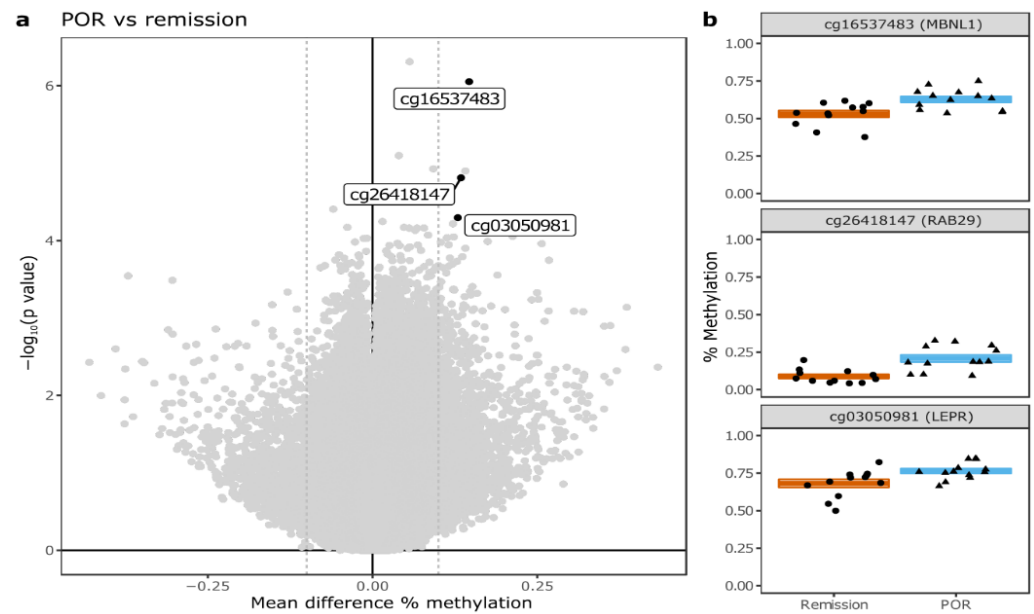 a POR vs remission
6
4
2
0
−log₁₀(p value)
cg16537483
cg26418147
cg03050981
−0.25 0.00 0.25
Mean difference % methylation
b
% Methylation
cg16537483 (MBNL1)
1.00
0.75
0.50
0.25
0.00
cg26418147 (RAB29)
1.00
0.75
0.50
0.25
0.00
cg03050981 (LEPR)
1.00
0.75
0.50
0.25
0.00
Remission POR